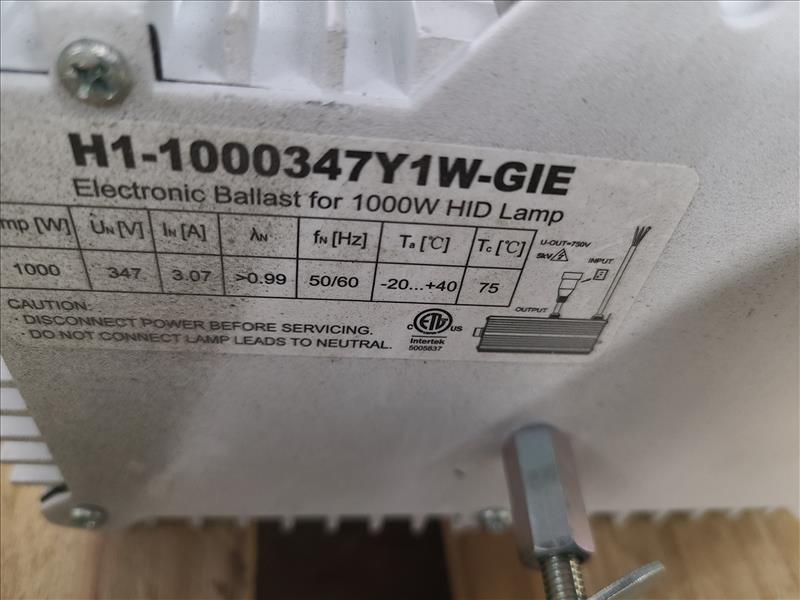 H1-1000347Y1W-GIE
Electronic Ballast for 1000W HID Lamp
mp [W] UN [V] IN [A] λN fN [Hz] Ta [℃] Tc [℃]
1000 347 3.07 >0.99 50/60 -20...+40 75
U-OUT=750V
5kV
INPUT
OUTPUT
CAUTION:
· DISCONNECT POWER BEFORE SERVICING.
· DO NOT CONNECT LAMP LEADS TO NEUTRAL.
C ETL US
Intertek
5005837